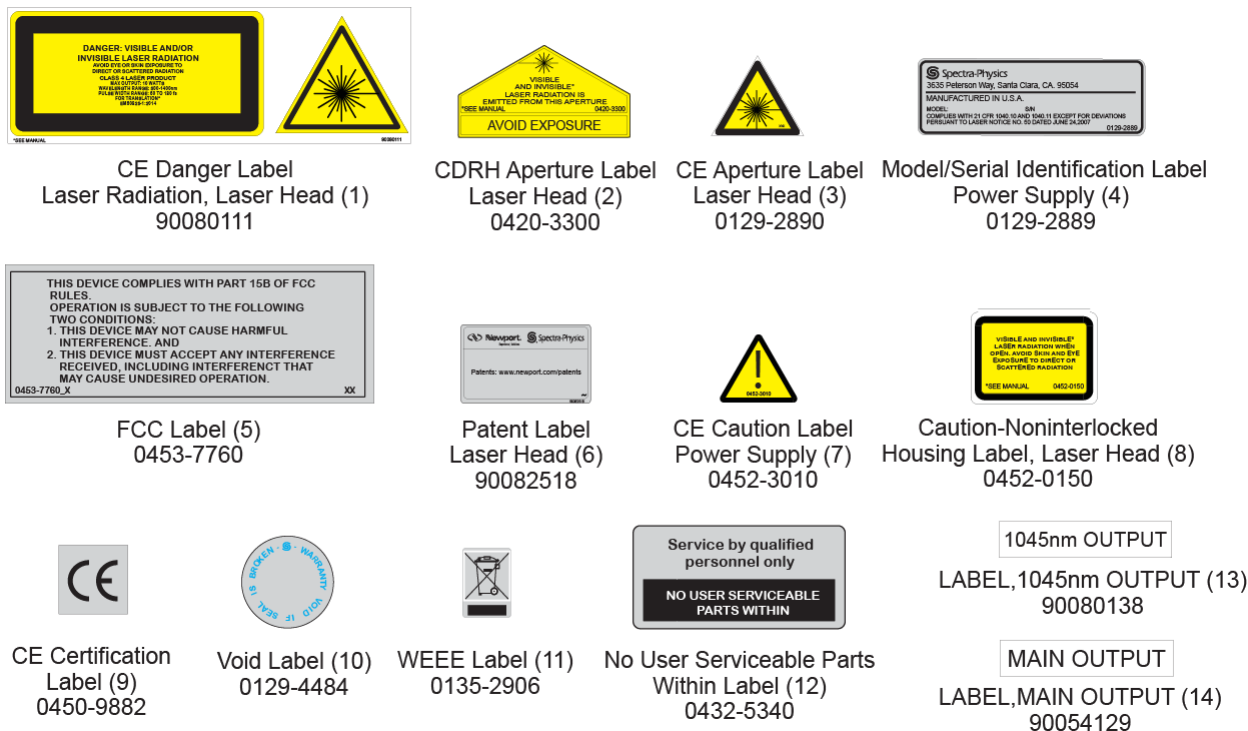 DANGER: VISIBLE AND/OR
INVISIBLE LASER RADIATION
AVOID EYE OR SKIN EXPOSURE TO
DIRECT OR SCATTERED RADIATION
CLASS 4 LASER PRODUCT
MAX OUTPUT: 10 WATTS
WAVELENGTH RANGE:
PULSE WIDTH RANGE:
FOR TRANSLATION*
*SEE MANUAL
90080111
CE Danger Label
Laser Radiation, Laser Head (1)
90080111
VISIBLE
AND INVISIBLE*
LASER RADIATION IS
EMITTED FROM THIS APERTURE
*SEE MANUAL 0420-3300
AVOID EXPOSURE
CDRH Aperture Label
Laser Head (2)
0420-3300
CE Aperture Label
Laser Head (3)
0129-2890
Spectra-Physics
3635 Peterson Way, Santa Clara, CA. 95054
MANUFACTURED IN U.S.A.
MODEL: S/N
COMPLIES WITH 21 CFR 1040.10 AND 1040.11 EXCEPT FOR DEVIATIONS
PERSUANT TO LASER NOTICE NO. 50 DATED JUNE 24,2007
0129-2889
Model/Serial Identification Label
Power Supply (4)
0129-2889
THIS DEVICE COMPLIES WITH PART 15B OF FCC
RULES.
OPERATION IS SUBJECT TO THE FOLLOWING
TWO CONDITIONS:
1. THIS DEVICE MAY NOT CAUSE HARMFUL
INTERFERENCE. AND
2. THIS DEVICE MUST ACCEPT ANY INTERFERENCE
RECEIVED, INCLUDING INTERFERENCT THAT
MAY CAUSE UNDESIRED OPERATION.
0453-7760_X XX
FCC Label (5)
0453-7760
Newport. Spectra-Physics
Patents: www.newport.com/patents
Patent Label
Laser Head (6)
90082518
0452-3010
CE Caution Label
Power Supply (7)
0452-3010
VISIBLE AND INVISIBLE*
LASER RADIATION WHEN
OPEN. AVOID SKIN AND EYE
EXPOSURE TO DIRECT OR
SCATTERED RADIATION
*SEE MANUAL 0452-0150
Caution-Noninterlocked
Housing Label, Laser Head (8)
0452-0150
CE
CE Certification
Label (9)
0450-9882
WARRANTY VOID IF SEAL IS BROKEN
Void Label (10)
0129-4484
WEEE Label (11)
0135-2906
Service by qualified
personnel only
NO USER SERVICEABLE
PARTS WITHIN
No User Serviceable Parts
Within Label (12)
0432-5340
1045nm OUTPUT
LABEL,1045nm OUTPUT (13)
90080138
MAIN OUTPUT
LABEL,MAIN OUTPUT (14)
90054129